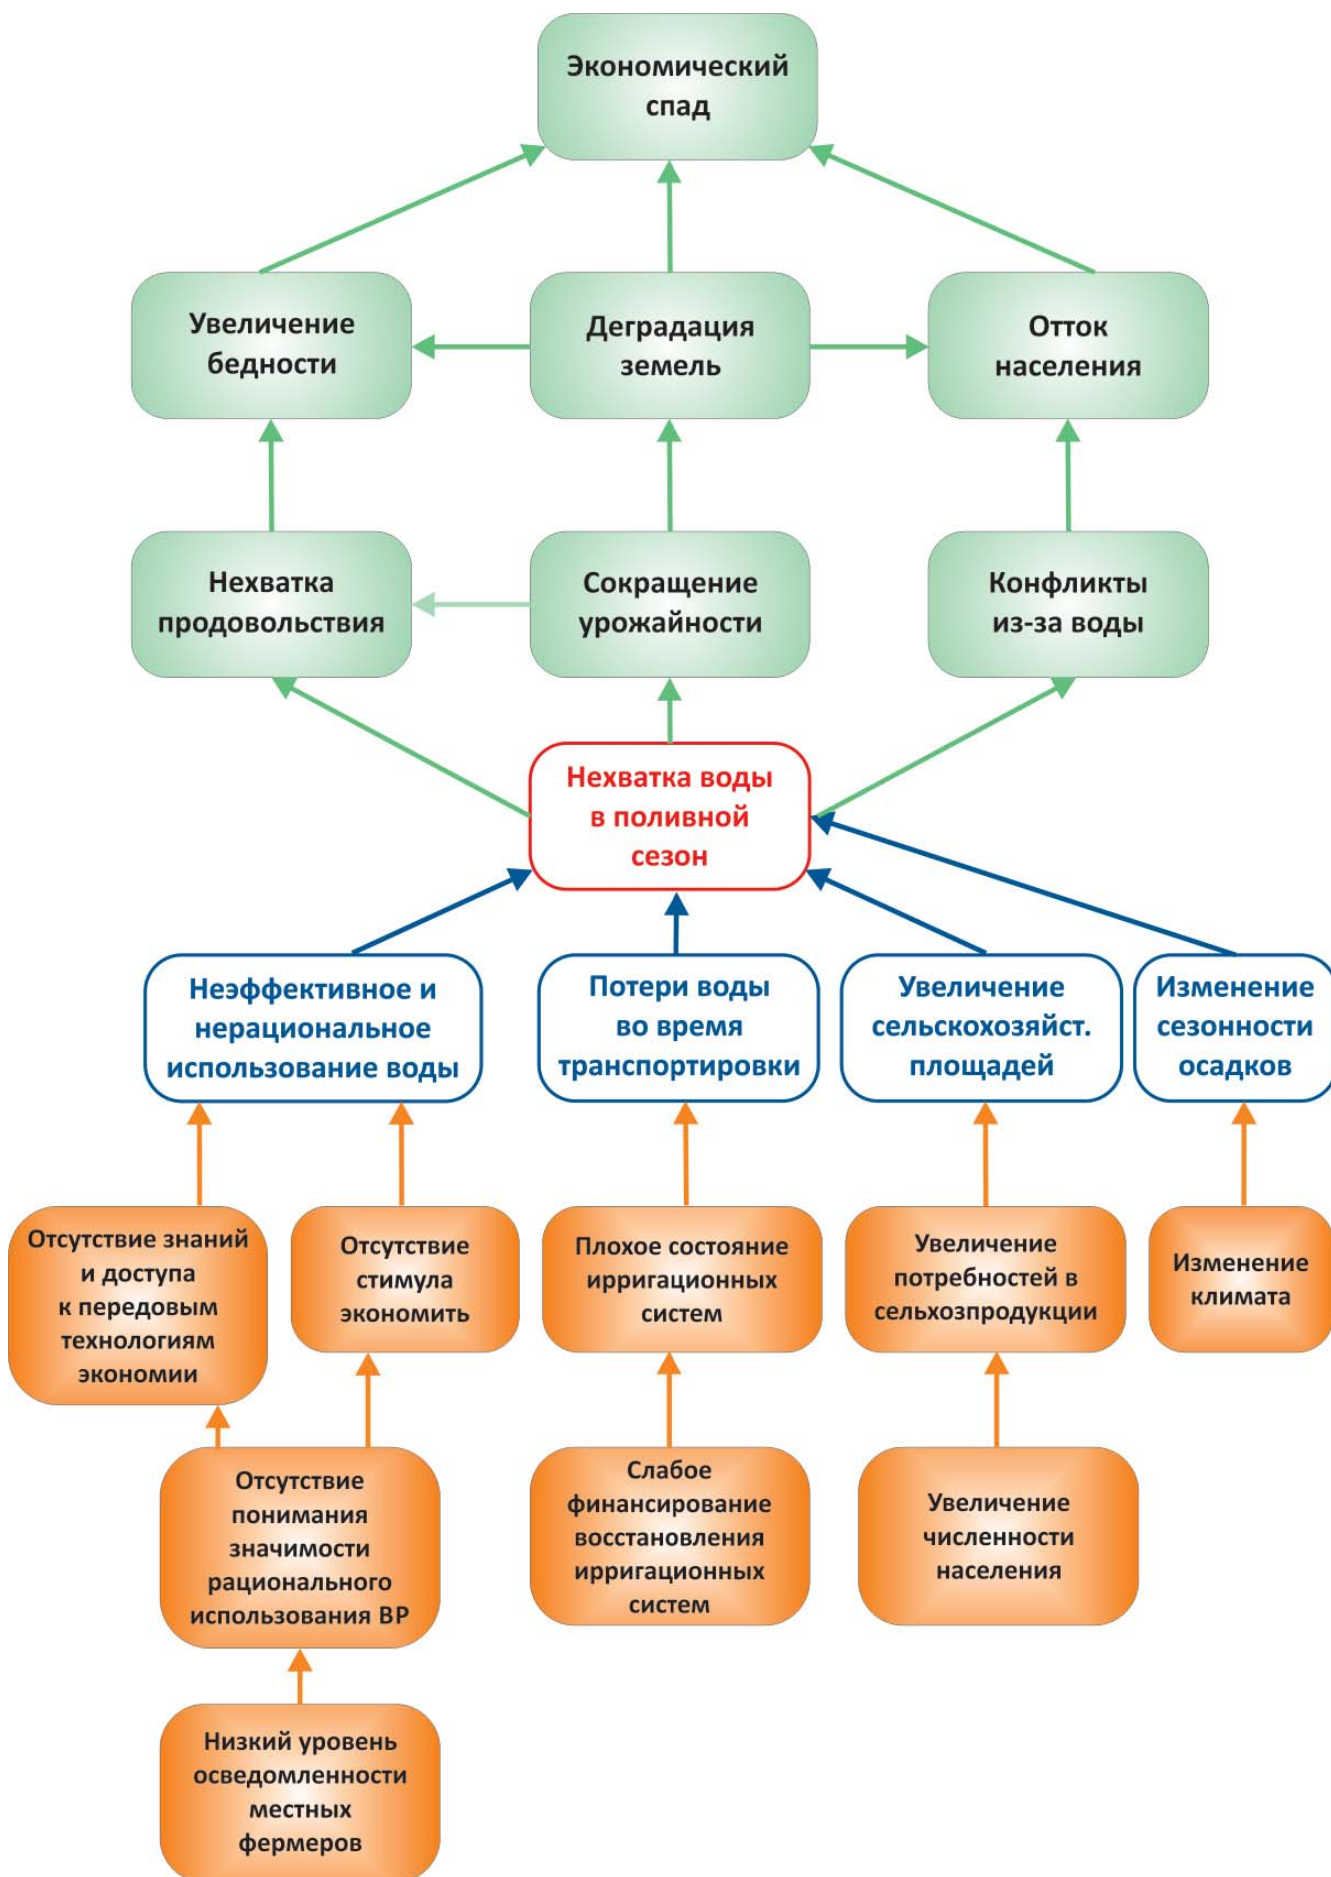 Экономический
спад
Увеличение
бедности
Деградация
земель
Отток
населения
Нехватка
продовольствия
Сокращение
урожайности
Конфликты
из-за воды
Нехватка воды
в поливной
сезон
Неэффективное и
нерациональное
использование воды
Потери воды
во время
транспортировки
Увеличение
сельскохозяйст.
площадей
Изменение
сезонности
осадков
Отсутствие знаний
и доступа
к передовым
технологиям
экономии
Отсутствие
стимула
экономить
Плохое состояние
ирригационных
систем
Увеличение
потребностей в
сельхозпродукции
Изменение
климата
Отсутствие
понимания
значимости
рационального
использования ВР
Слабое
финансирование
восстановления
ирригационных
систем
Увеличение
численности
населения
Низкий уровень
осведомленности
местных
фермеров